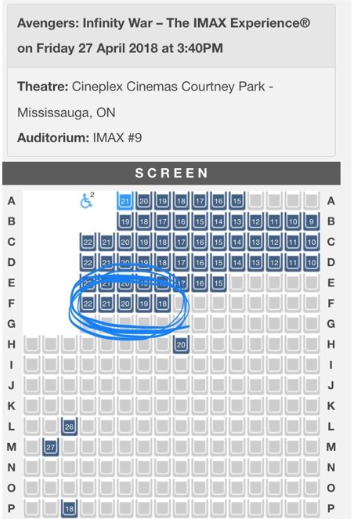 Avengers: Infinity War – The IMAX Experience®
on Friday 27 April 2018 at 3:40PM
Theatre: Cineplex Cinemas Courtney Park -
Mississauga, ON
Auditorium: IMAX #9
SCREEN
A 2 21 20 19 18 17 16 15 A
B 19 18 17 16 15 14 13 12 11 10 9 B
C 22 21 20 19 18 17 16 15 14 13 12 11 10 C
D 22 21 20 19 18 17 16 15 14 13 12 11 10 D
E 22 21 20 19 18 17 16 15 E
F 22 21 20 19 18 F
G G
H 20 H
I I
J J
K K
L 26 L
M 27 M
N N
O O
P 18 P